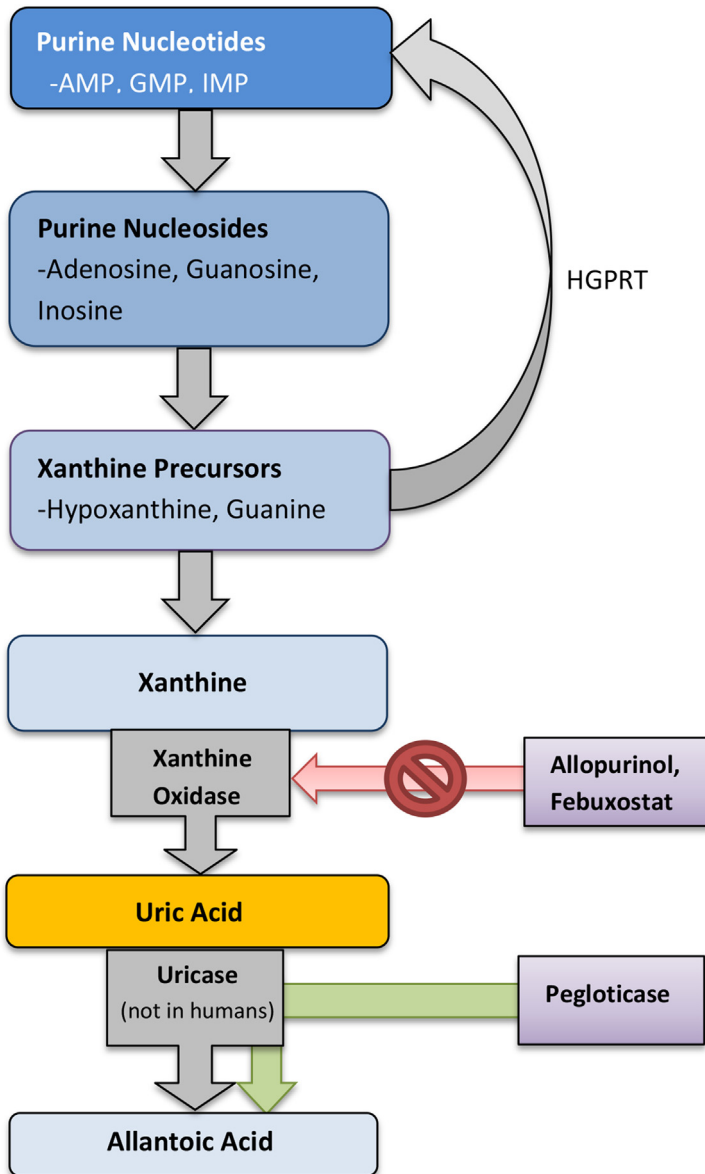 Purine Nucleotides
-AMP. GMP. IMP
Purine Nucleosides
-Adenosine, Guanosine,
Inosine
HGPRT
Xanthine Precursors
-Hypoxanthine, Guanine
Xanthine
Xanthine
Oxidase
Allopurinol,
Febuxostat
Uric Acid
Uricase
(not in humans)
Pegloticase
Allantoic Acid